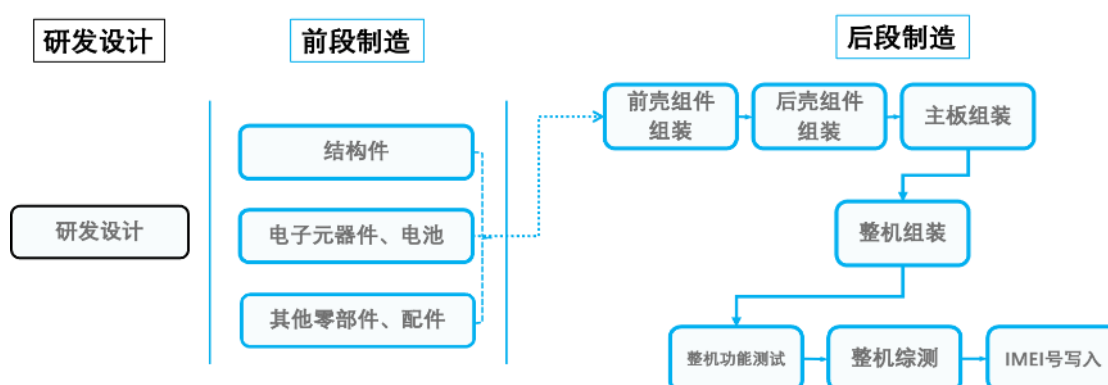 研发设计
前段制造
后段制造
研发设计
结构件
电子元器件、电池
其他零部件、配件
前壳组件
组装
后壳组件
组装
主板组装
整机组装
整机功能测试
整机综测
IMEI号写入